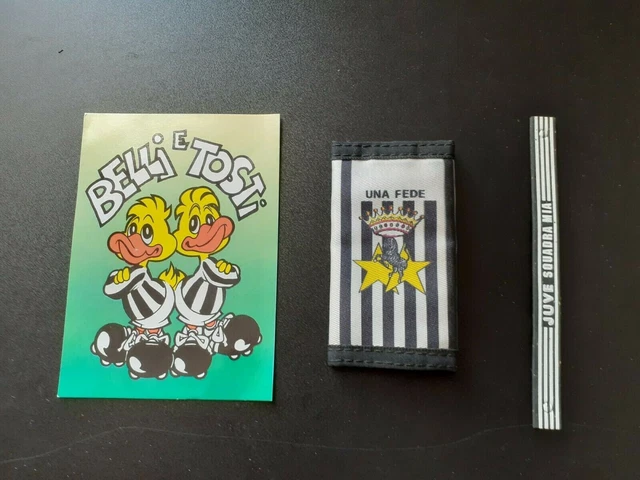 BELLi E TOSTi
UNA FEDE
JUVE SQUADRA MIA